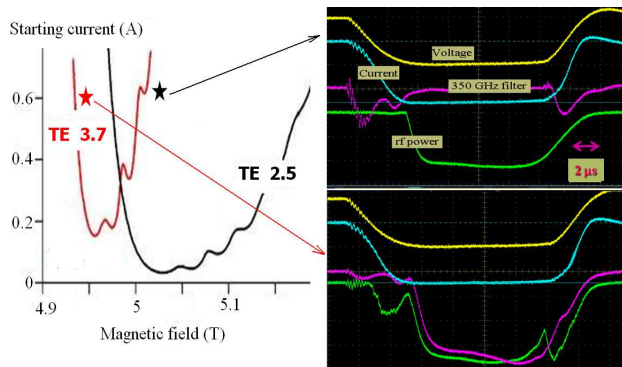 Starting current (A)
0.6
0.4
0.2
0
4.9
5
5.1
Magnetic field (T)
TE 3.7
TE 2.5
Voltage
Current
350 GHz filter
rf power
2 µs